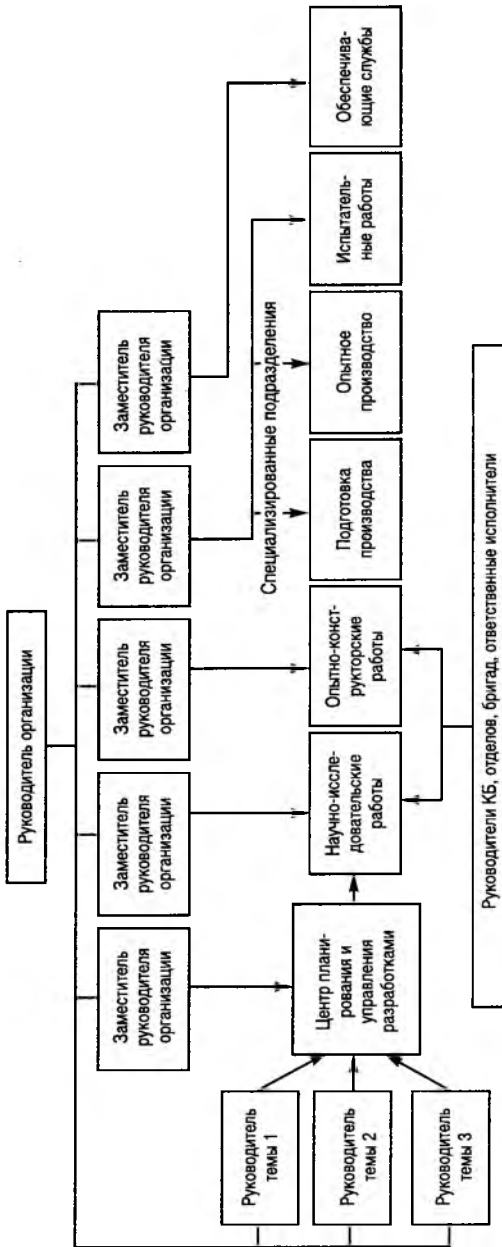 Руководитель организации
Заместитель
руководителя
организации
Заместитель
руководителя
организации
Заместитель
руководителя
организации
Заместитель
руководителя
организации
Заместитель
руководителя
организации
Специализированные подразделения
Руководитель
темы 1
Руководитель
темы 2
Руководитель
темы 3
Центр плани-
рования и
управления
разработками
Научно-иссле-
довательские
работы
Опытно-конст-
рукторские
работы
Подготовка
производства
Опытное
производство
Испытатель-
ные работы
Обеспечива-
ющие службы
Руководители КБ, отделов, бригад, ответственные исполнители